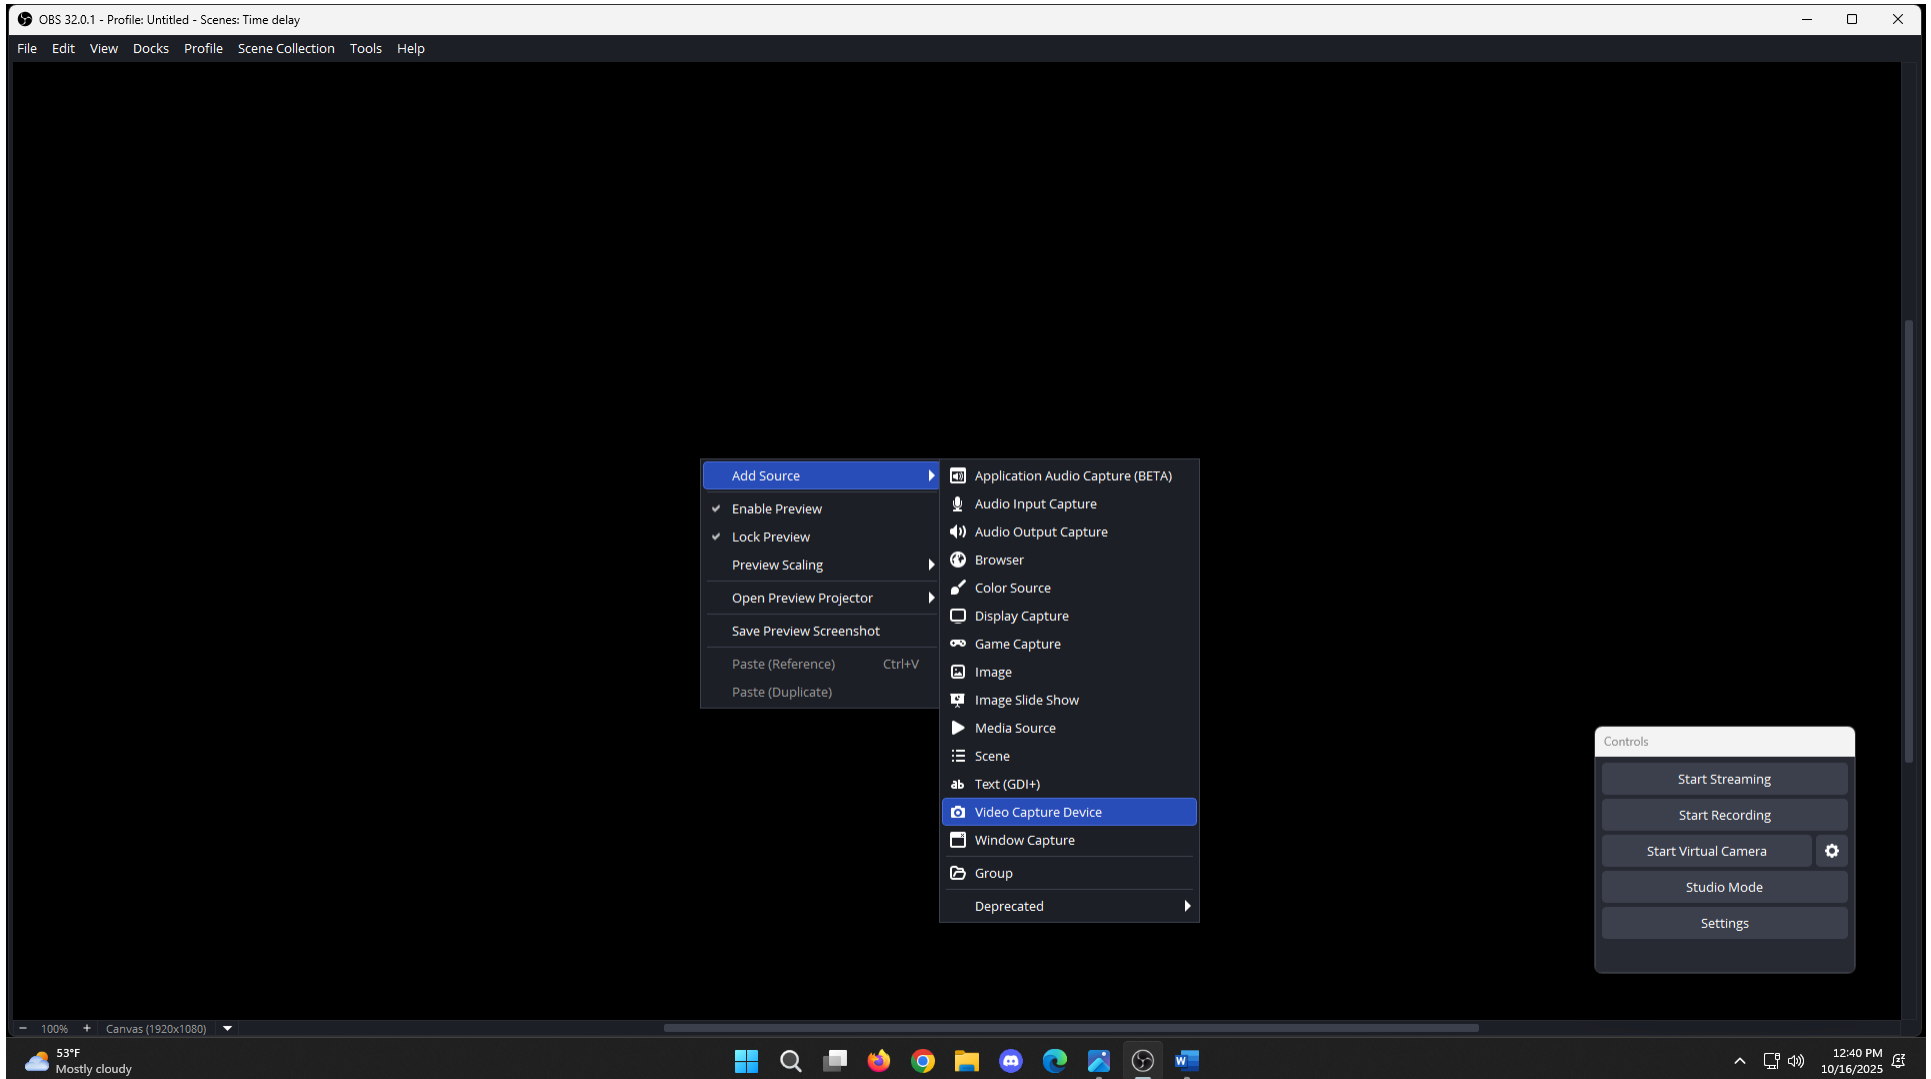 OBS 32.0.1 - Profile: Untitled - Scenes: Time delay
File Edit View Docks Profile Scene Collection Tools Help
Add Source
Enable Preview
Lock Preview
Preview Scaling
Open Preview Projector
Save Preview Screenshot
Paste (Reference) Ctrl+V
Paste (Duplicate)
Application Audio Capture (BETA)
Audio Input Capture
Audio Output Capture
Browser
Color Source
Display Capture
Game Capture
Image
Image Slide Show
Media Source
Scene
ab Text (GDI+)
Video Capture Device
Window Capture
Group
Deprecated
Controls
Start Streaming
Start Recording
Start Virtual Camera
Studio Mode
Settings
100% Canvas (1920x1080)
53°F
Mostly cloudy
W
12:40 PM
10/16/2025